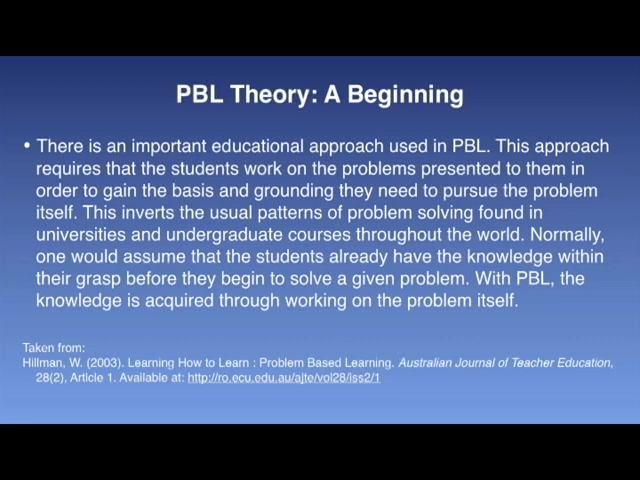 PBL Theory: A Beginning
• There is an important educational approach used in PBL. This approach
requires that the students work on the problems presented to them in
order to gain the basis and grounding they need to pursue the problem
itself. This inverts the usual patterns of problem solving found in
universities and undergraduate courses throughout the world. Normally,
one would assume that the students already have the knowledge within
their grasp before they begin to solve a given problem. With PBL, the
knowledge is acquired through working on the problem itself.
Taken from:
Hillman, W. (2003). Learning How to Learn : Problem Based Learning. Australian Journal of Teacher Education,
28(2), Article 1. Available at: http://ro.ecu.edu.au/ajte/vol28/iss2/1